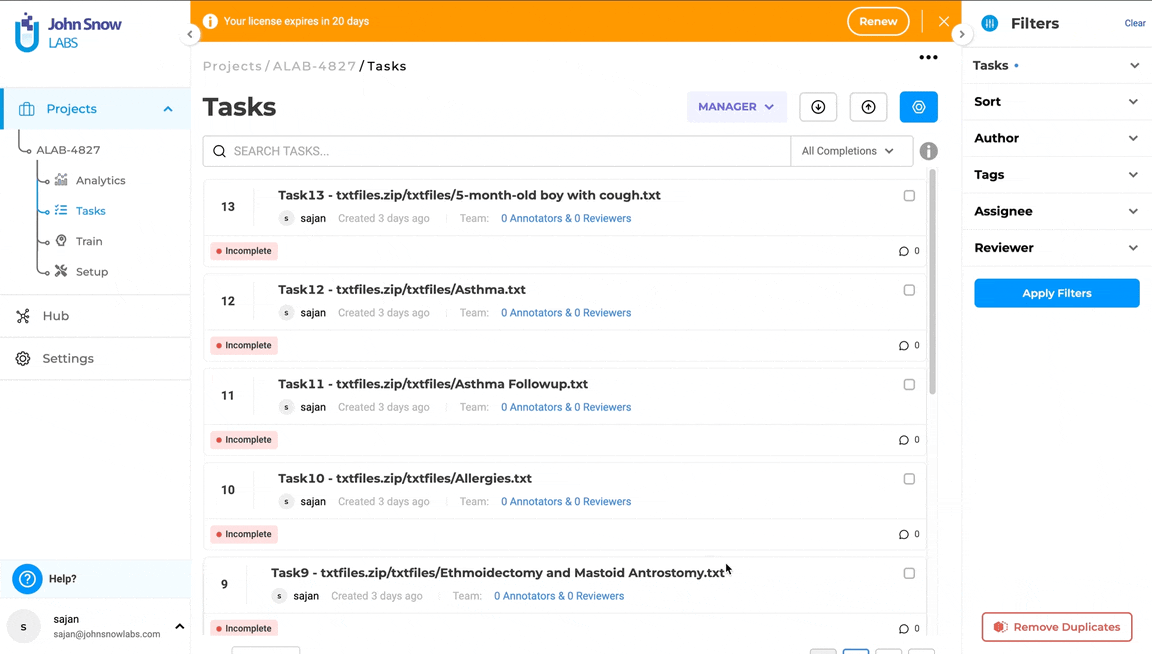 John Snow
LABS
Projects
ALAB-4827
Analytics
Tasks
Train
Setup
Hub
Settings
? Help?
s
sajan
sajan@johnsnowlabs.com
Your license expires in 20 days
Renew
Projects / ALAB-4827 / Tasks
Tasks
MANAGER
SEARCH TASKS...
All Completions
13
Task13 - txtfiles.zip/txtfiles/5-month-old boy with cough.txt
s sajan Created 3 days ago Team: 0 Annotators & 0 Reviewers
Incomplete
0
12
Task12 - txtfiles.zip/txtfiles/Asthma.txt
s sajan Created 3 days ago Team: 0 Annotators & 0 Reviewers
Incomplete
0
11
Task11 - txtfiles.zip/txtfiles/Asthma Followup.txt
s sajan Created 3 days ago Team: 0 Annotators & 0 Reviewers
Incomplete
0
10
Task10 - txtfiles.zip/txtfiles/Allergies.txt
s sajan Created 3 days ago Team: 0 Annotators & 0 Reviewers
Incomplete
0
9
Task9 - txtfiles.zip/txtfiles/Ethmoidectomy and Mastoid Antrostomy.txt
s sajan Created 3 days ago Team: 0 Annotators & 0 Reviewers
Incomplete
0
Filters
Clear
Tasks
Sort
Author
Tags
Assignee
Reviewer
Apply Filters
Remove Duplicates